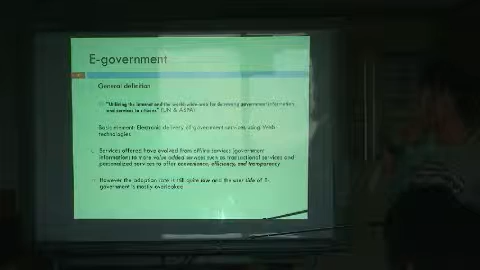 E-government
General definition
"Utilizing the internet and the world-wide-web for delivering government information
and services to citizens" (UN & ASPA)
Basic element: Electronic delivery of government services using Web
technologies
Services offered have evolved from offline services (government
information) to more value added services such as transactional services and
personalized services to offer convenience, efficiency, and transparency
However the adoption rate is still quite low and the user side of E-
government is mostly overlooked